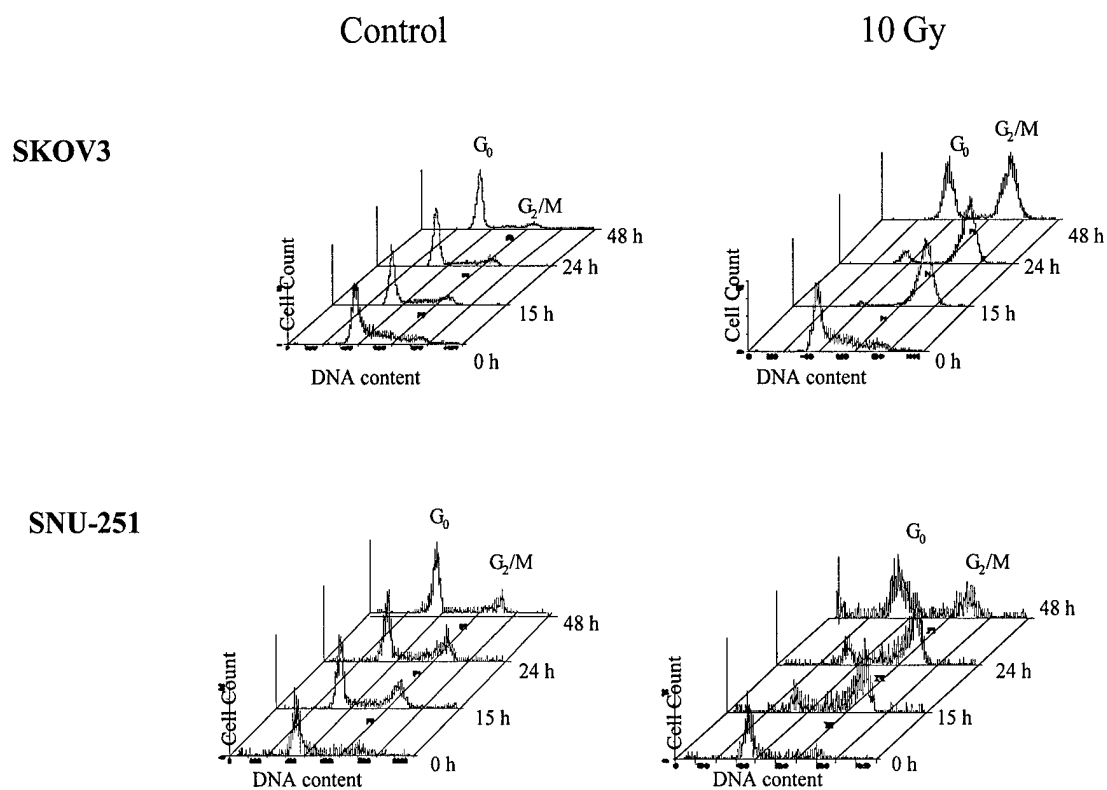 Control 10 Gy
SKOV3
G₀
G₂/M
48 h
24 h
15 h
0 h
Cell Count
DNA content
G₀
G₂/M
48 h
24 h
15 h
0 h
Cell Count
DNA content
SNU-251
G₀
G₂/M
48 h
24 h
15 h
0 h
Cell Count
DNA content
G₀
G₂/M
48 h
24 h
15 h
0 h
Cell Count
DNA content